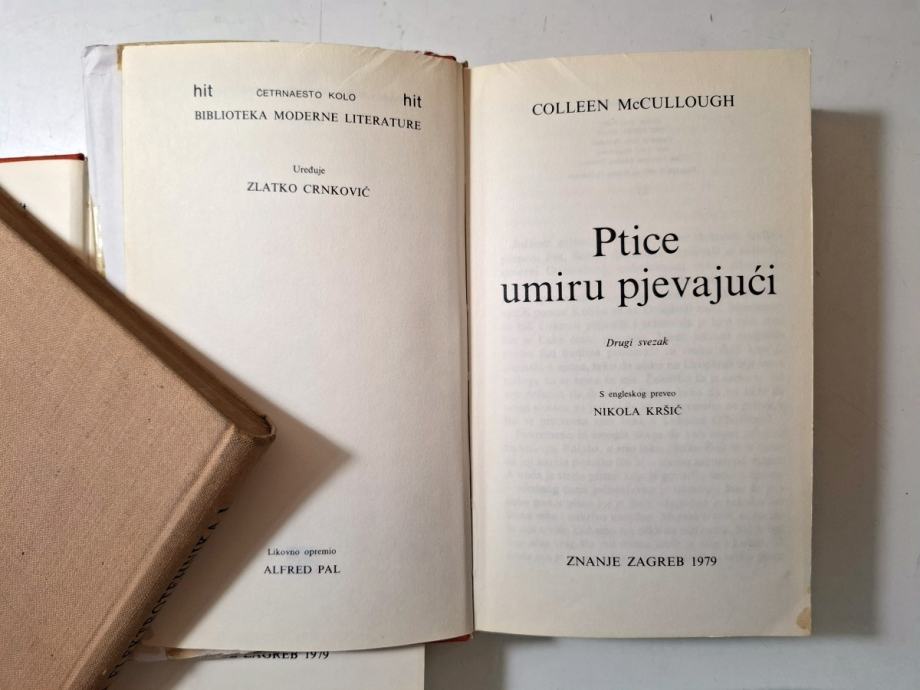 hit ČETRNAESTO KOLO hit
BIBLIOTEKA MODERNE LITERATURE
Uređuje
ZLATKO CRNKOVIĆ
Likovno opremio
ALFRED PAL
COLLEEN McCULLOUGH
Ptice
umiru pjevajući
Drugi svezak
S engleskog preveo
NIKOLA KRŠIĆ
ZNANJE ZAGREB 1979
ZAGREB 1979